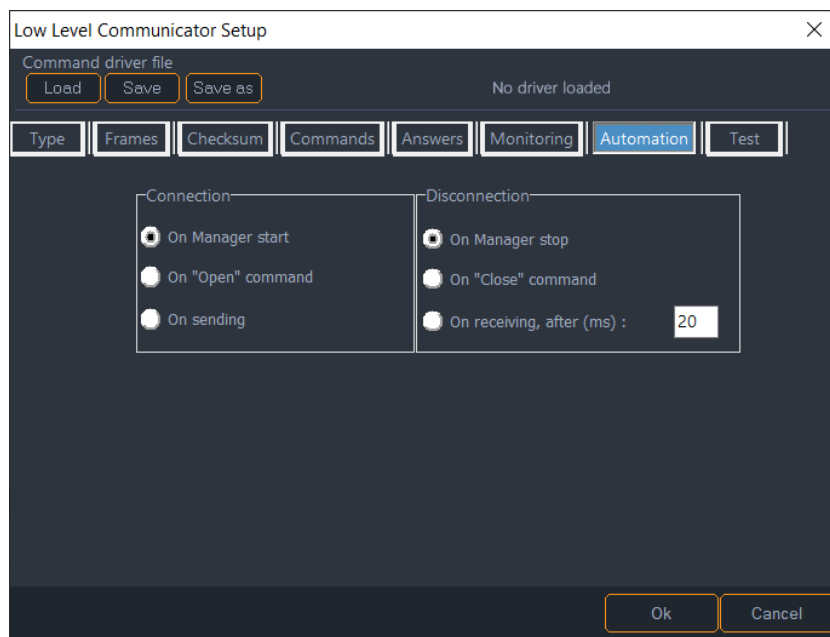 Low Level Communicator Setup
Command driver file
Load Save Save as No driver loaded
Type Frames Checksum Commands Answers Monitoring Automation Test
Connection Disconnection
On Manager start On Manager stop
On "Open" command On "Close" command
On sending On receiving, after (ms) : 20
Ok Cancel